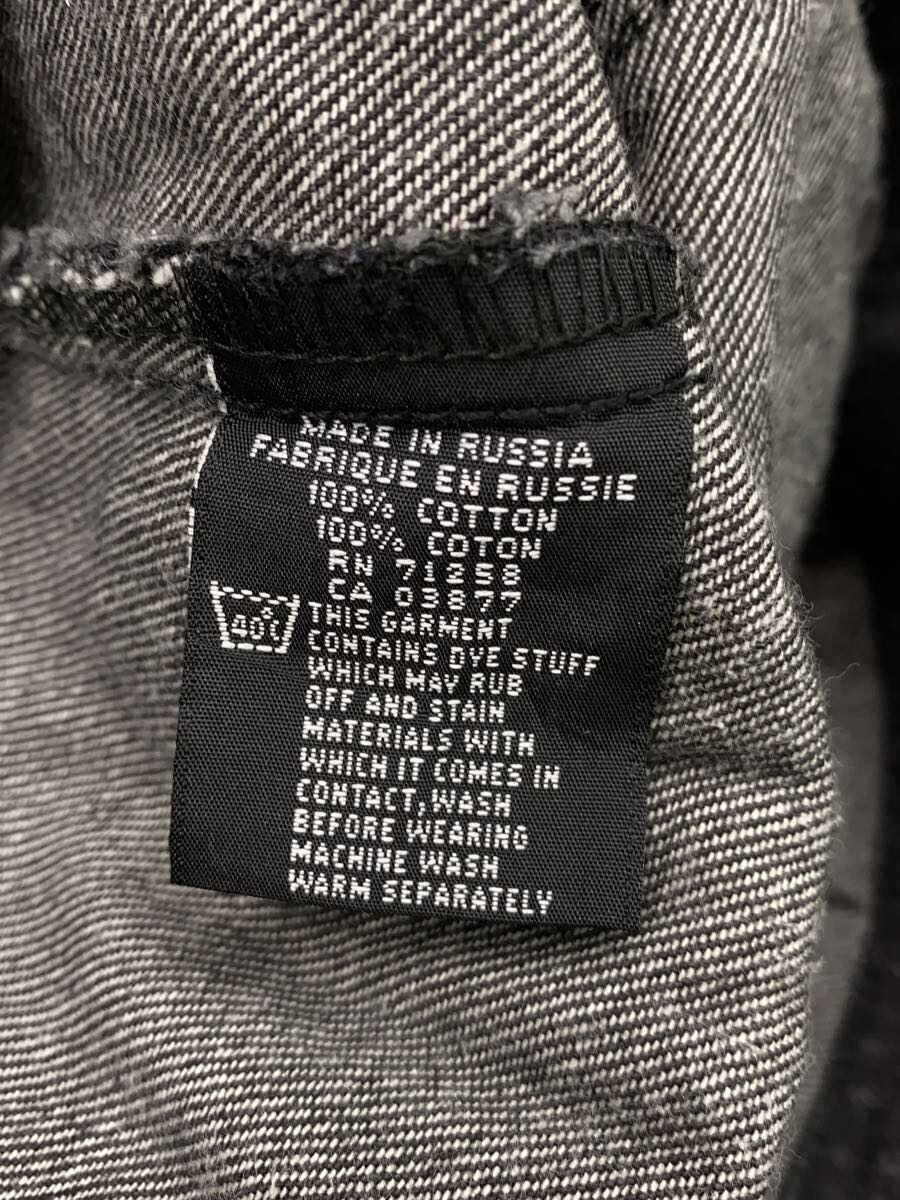 MADE IN RUSSIA
FABRIQUE EN RUSSIE
100% COTTON
100% COTON
RN 71258
CA 03877
40°
THIS GARMENT
CONTAINS DYE STUFF
WHICH MAY RUB
OFF AND STAIN
MATERIALS WITH
WHICH IT COMES IN
CONTACT, WASH
BEFORE WEARING
MACHINE WASH
WARM SEPARATELY